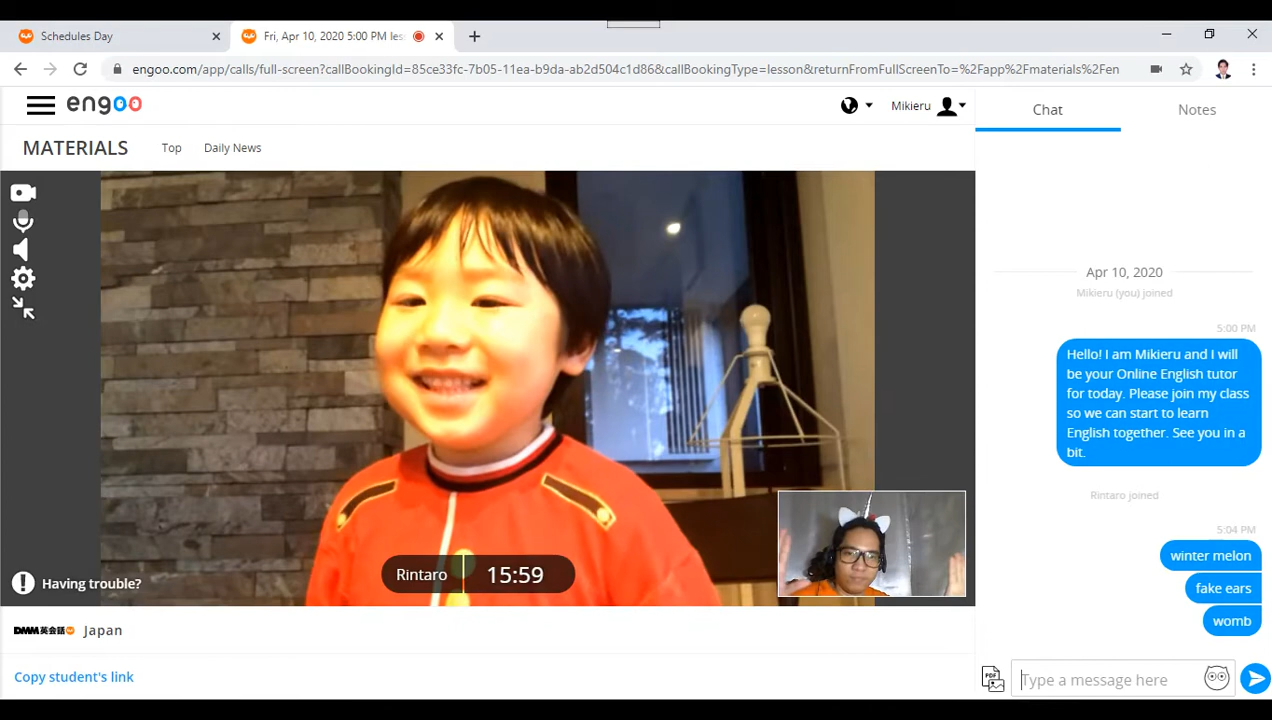 Schedules Day
Fri, Apr 10, 2020 5:00 PM les
engoo.com/app/calls/full-screen?callBookingId=85ce33fc-7b05-11ea-b9da-ab2d504c1d86&callBookingType=lesson&returnFromFullScreenTo=%2Fapp%2Fmaterials%2Fen
engoo
Mikieru
Chat
Notes
MATERIALS
Top
Daily News
Apr 10, 2020
Mikieru (you) joined
5:00 PM
Hello! I am Mikieru and I will
be your Online English tutor
for today. Please join my class
so we can start to learn
English together. See you in a
bit.
Rintaro joined
5:04 PM
winter melon
fake ears
womb
Rintaro
15:59
Having trouble?
DMM英会話 Japan
Copy student's link
PDF
Type a message here